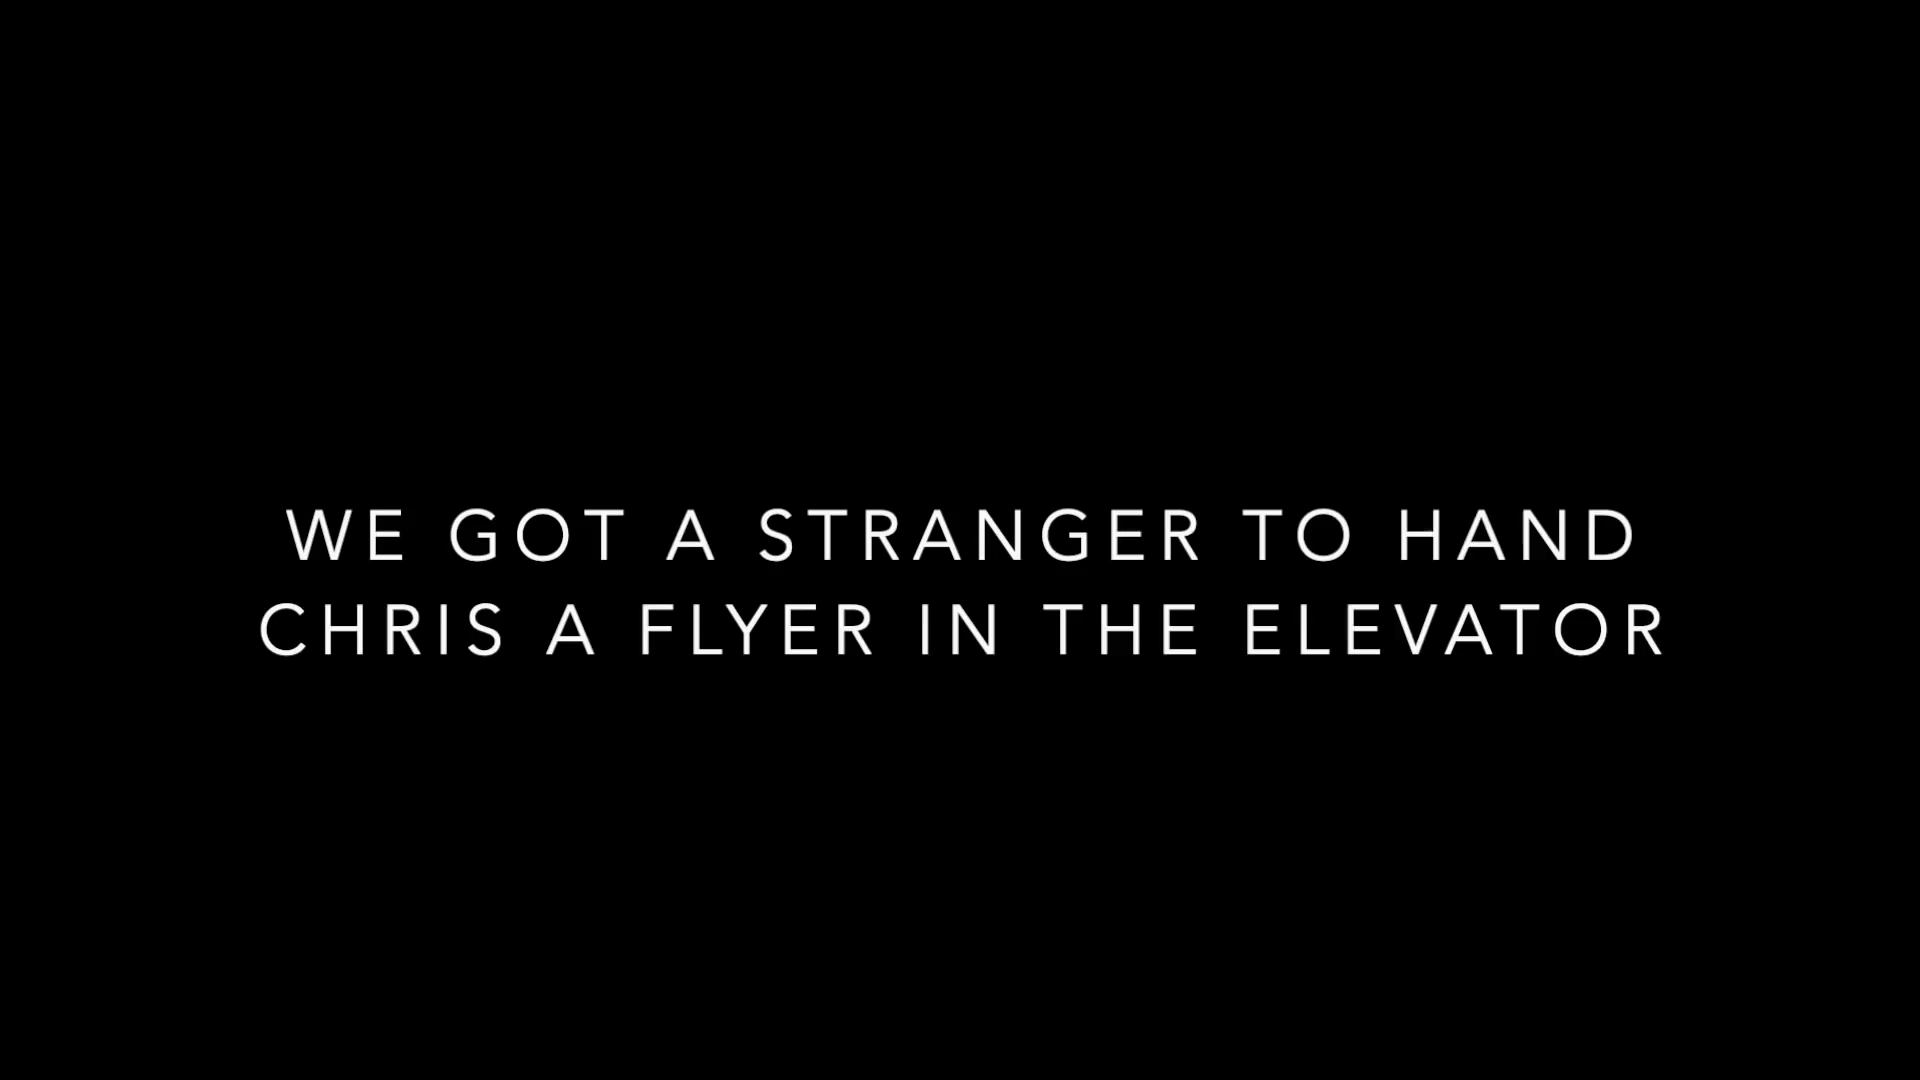 WE GOT A STRANGER TO HAND
CHRIS A FLYER IN THE ELEVATOR